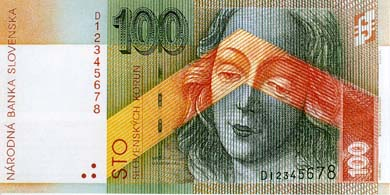 NÁRODNÁ BANKA SLOVENSKA
D12345678
100
STO
SLOVENSKÝCH KORÚN
D12345678
100